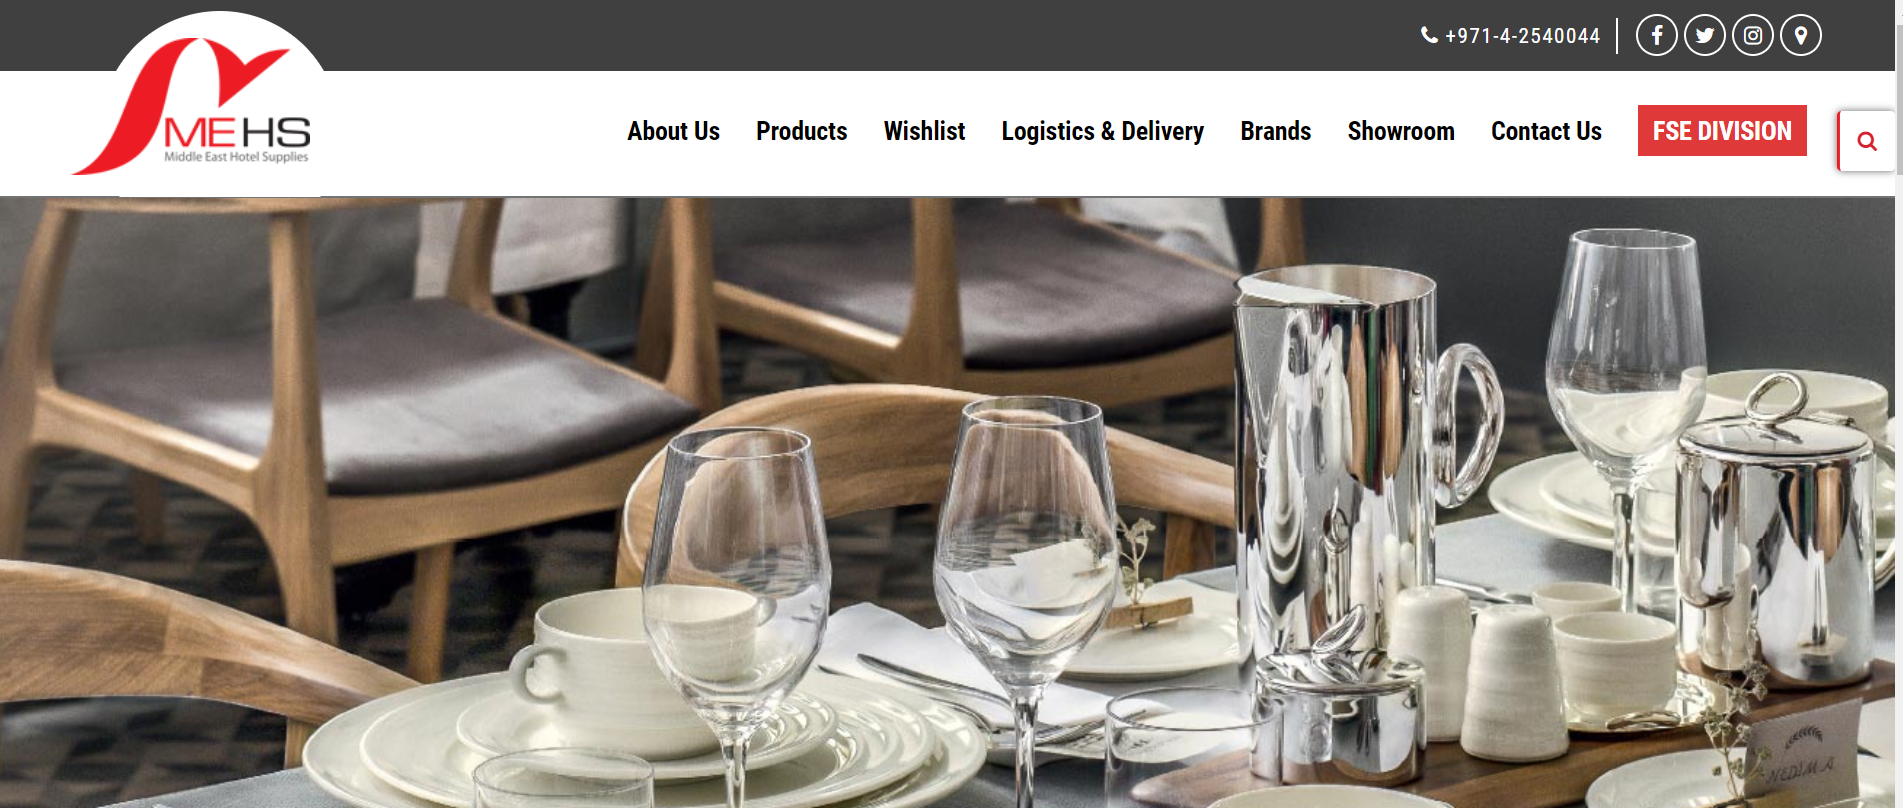 +971-4-2540044
MEHS
Middle East Hotel Supplies
About Us Products Wishlist Logistics & Delivery Brands Showroom Contact Us FSE DIVISION
NEDIMA